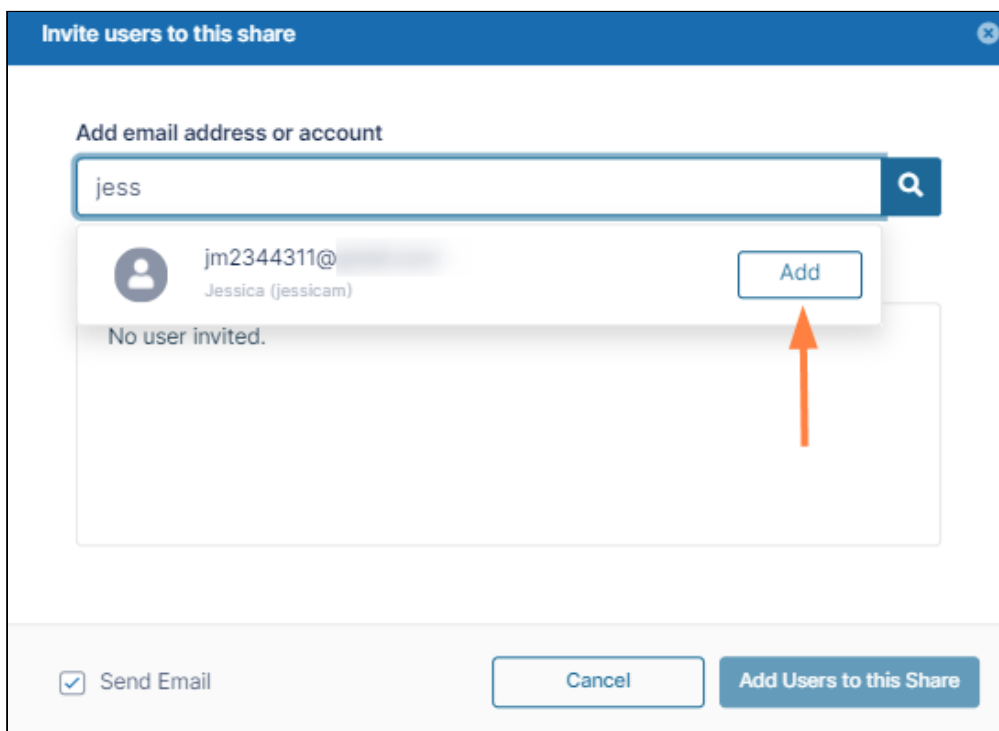 Invite users to this share
Add email address or account
jess
jm2344311@
Jessica (jessicam)
Add
No user invited.
Send Email
Cancel
Add Users to this Share